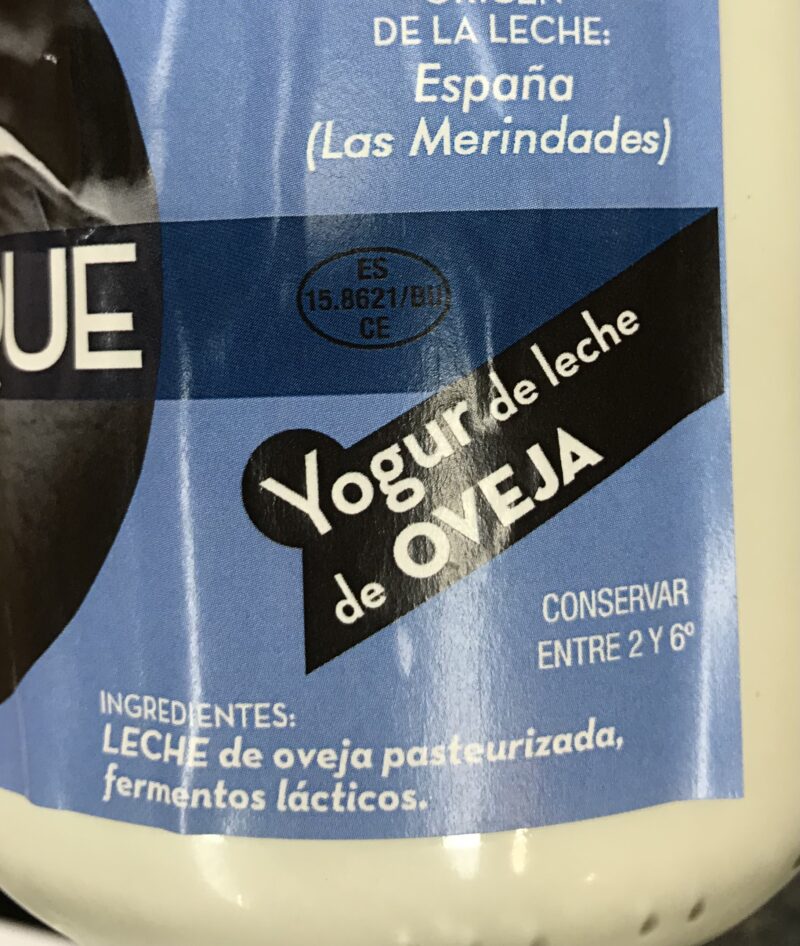 ORIGEN
DE LA LECHE:
España
(Las Merindades)
UE
ES
15.8621/BU
CE
Yogur de leche
de OVEJA
CONSERVAR
ENTRE 2 Y 6º
INGREDIENTES:
LECHE de oveja pasteurizada,
fermentos lácticos.